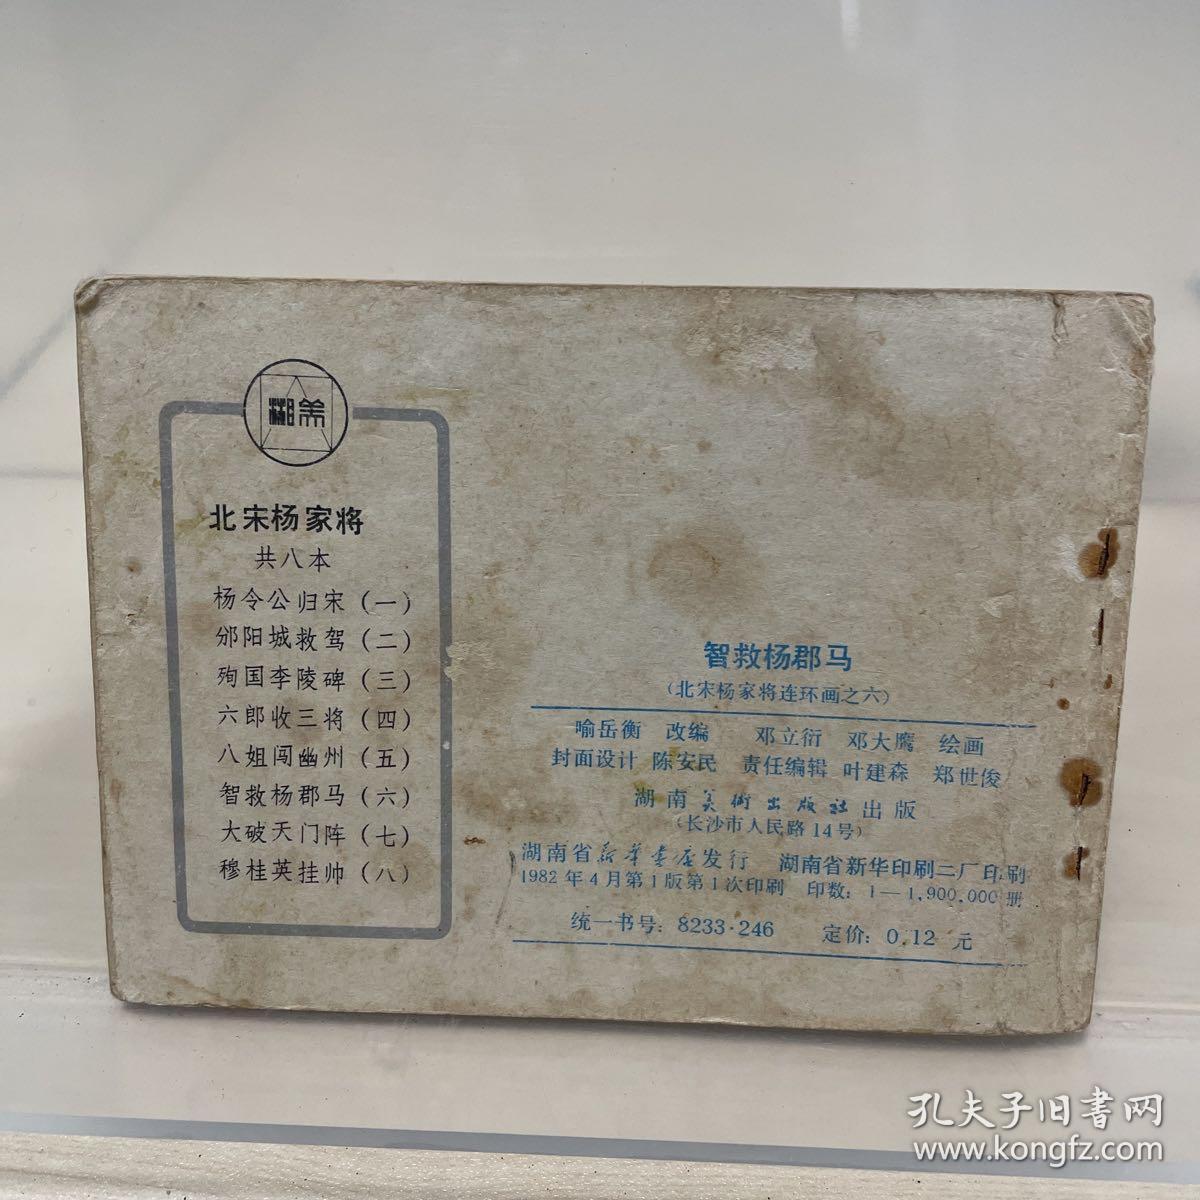 湘美
北宋杨家将
共八本
杨令公归宋(一)
邠阳城救驾(二)
殉国李陵碑(三)
六郎收三将(四)
八姐闯幽州(五)
智救杨郡马(六)
大破天门阵(七)
穆桂英挂帅(八)
智救杨郡马
(北宋杨家将连环画之六)
喻岳衡 改编 邓立衍 邓大鹰 绘画
封面设计 陈安民 责任编辑 叶建森 郑世俊
湖南美術出版社出版
(长沙市人民路14号)
湖南省新华书店发行 湖南省新华印刷二厂印刷
1982年4月第1版第1次印刷 印数:1—1,900,000册
统一书号:8233·246 定价:0.12元
孔夫子旧書网
www.kongfz.com